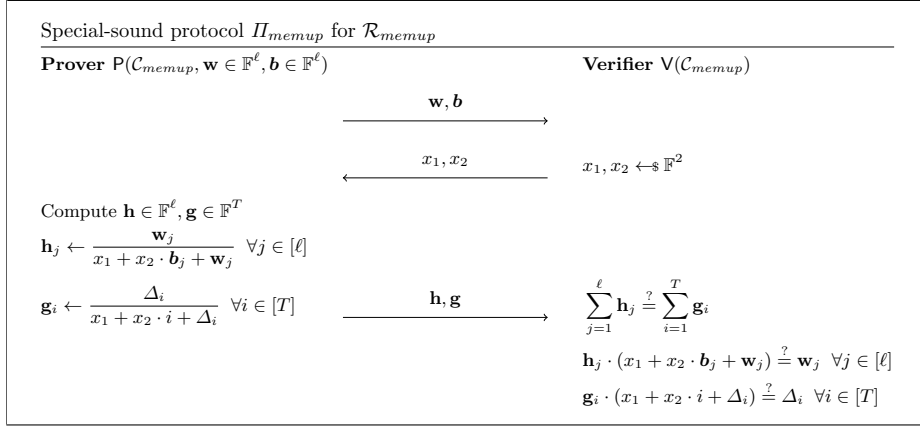 Special-sound protocol Π_memup for R_memup
Prover P(C_memup, w ∈ F^ℓ, b ∈ F^ℓ) Verifier V(C_memup)
w, b
x_1, x_2 x_1, x_2 ←$ F^2
Compute h ∈ F^ℓ, g ∈ F^T
h_j ← w_j / (x_1 + x_2 · b_j + w_j) ∀j ∈ [ℓ]
g_i ← Δ_i / (x_1 + x_2 · i + Δ_i) ∀i ∈ [T] h, g ∑_{j=1}^{ℓ} h_j ≟ ∑_{i=1}^{T} g_i
h_j · (x_1 + x_2 · b_j + w_j) ≟ w_j ∀j ∈ [ℓ]
g_i · (x_1 + x_2 · i + Δ_i) ≟ Δ_i ∀i ∈ [T]